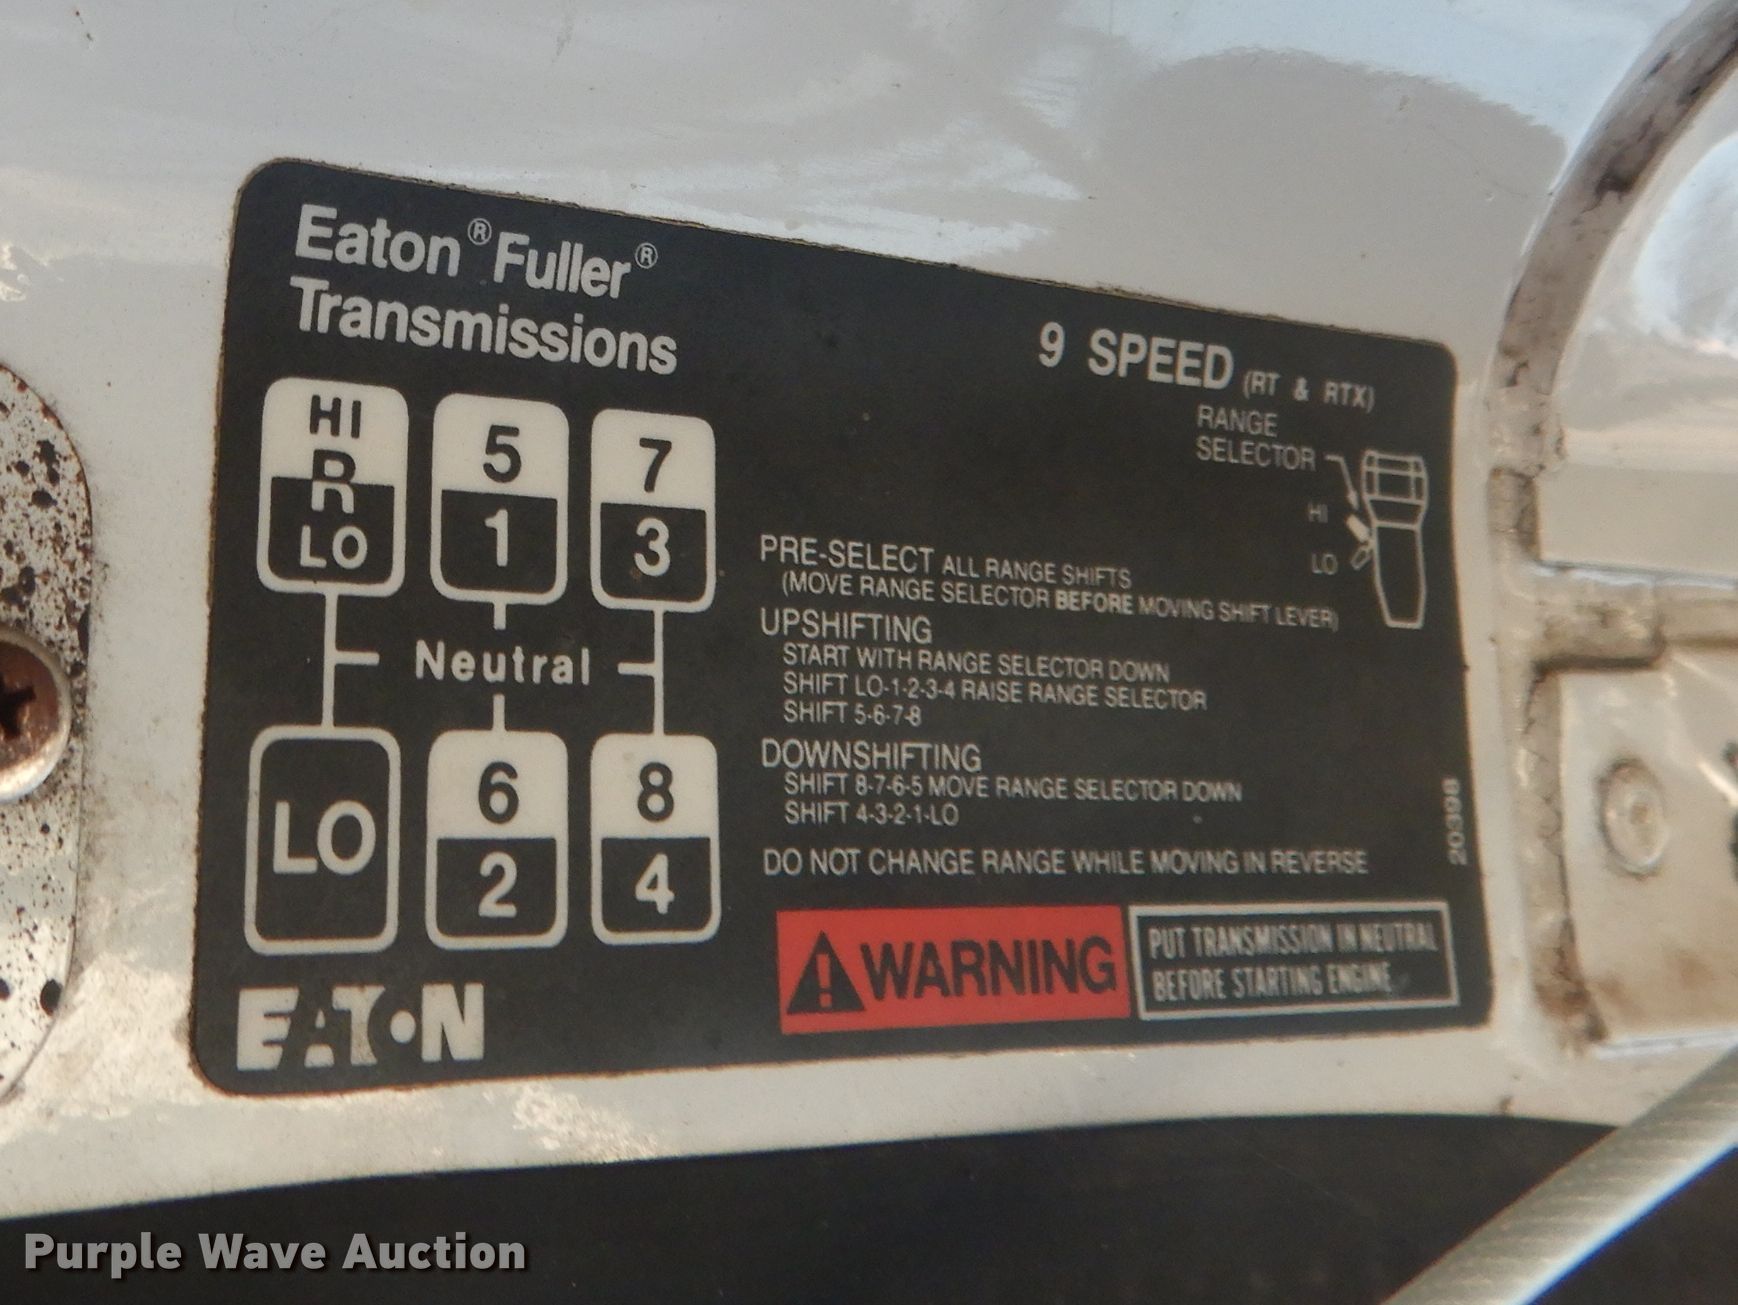 Eaton® Fuller®
Transmissions
9 SPEED (RT & RTX)
RANGE
SELECTOR
HI
LO
HI
R
LO
5
1
7
3
Neutral
LO
6
2
8
4
PRE-SELECT ALL RANGE SHIFTS
(MOVE RANGE SELECTOR BEFORE MOVING SHIFT LEVER)
UPSHIFTING
START WITH RANGE SELECTOR DOWN
SHIFT LO-1-2-3-4 RAISE RANGE SELECTOR
SHIFT 5-6-7-8
DOWNSHIFTING
SHIFT 8-7-6-5 MOVE RANGE SELECTOR DOWN
SHIFT 4-3-2-1-LO
DO NOT CHANGE RANGE WHILE MOVING IN REVERSE
20398
WARNING
PUT TRANSMISSION IN NEUTRAL
BEFORE STARTING ENGINE
EATON
Purple Wave Auction